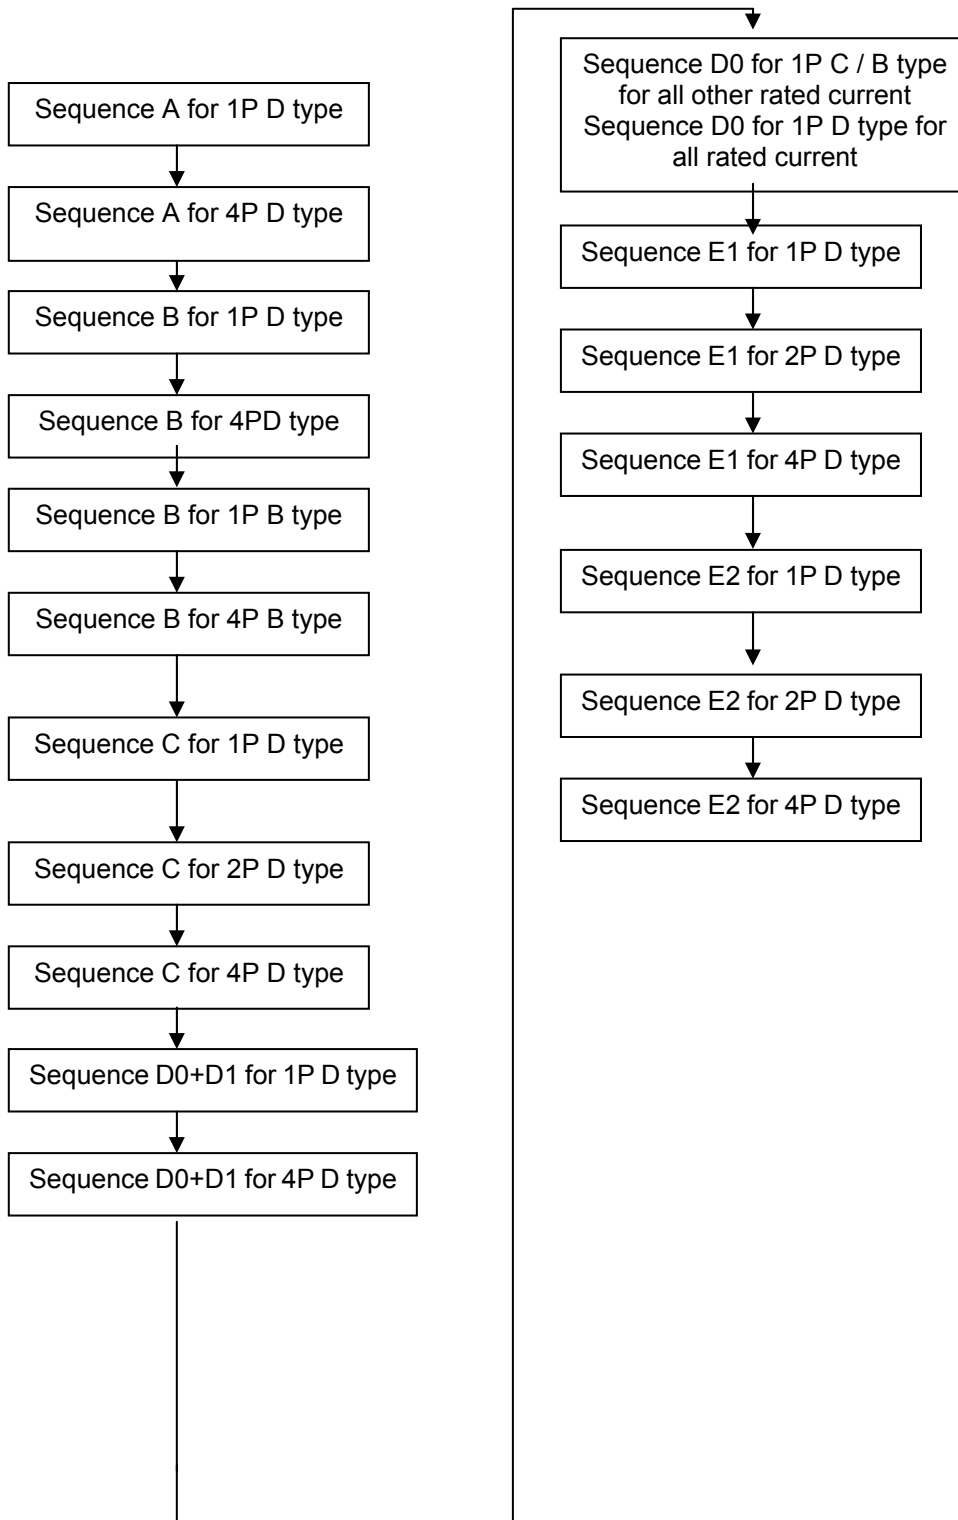 Sequence A for 1P D type
Sequence A for 4P D type
Sequence B for 1P D type
Sequence B for 4PD type
Sequence B for 1P B type
Sequence B for 4P B type
Sequence C for 1P D type
Sequence C for 2P D type
Sequence C for 4P D type
Sequence D0+D1 for 1P D type
Sequence D0+D1 for 4P D type
Sequence D0 for 1P C / B type
for all other rated current
Sequence D0 for 1P D type for
all rated current
Sequence E1 for 1P D type
Sequence E1 for 2P D type
Sequence E1 for 4P D type
Sequence E2 for 1P D type
Sequence E2 for 2P D type
Sequence E2 for 4P D type